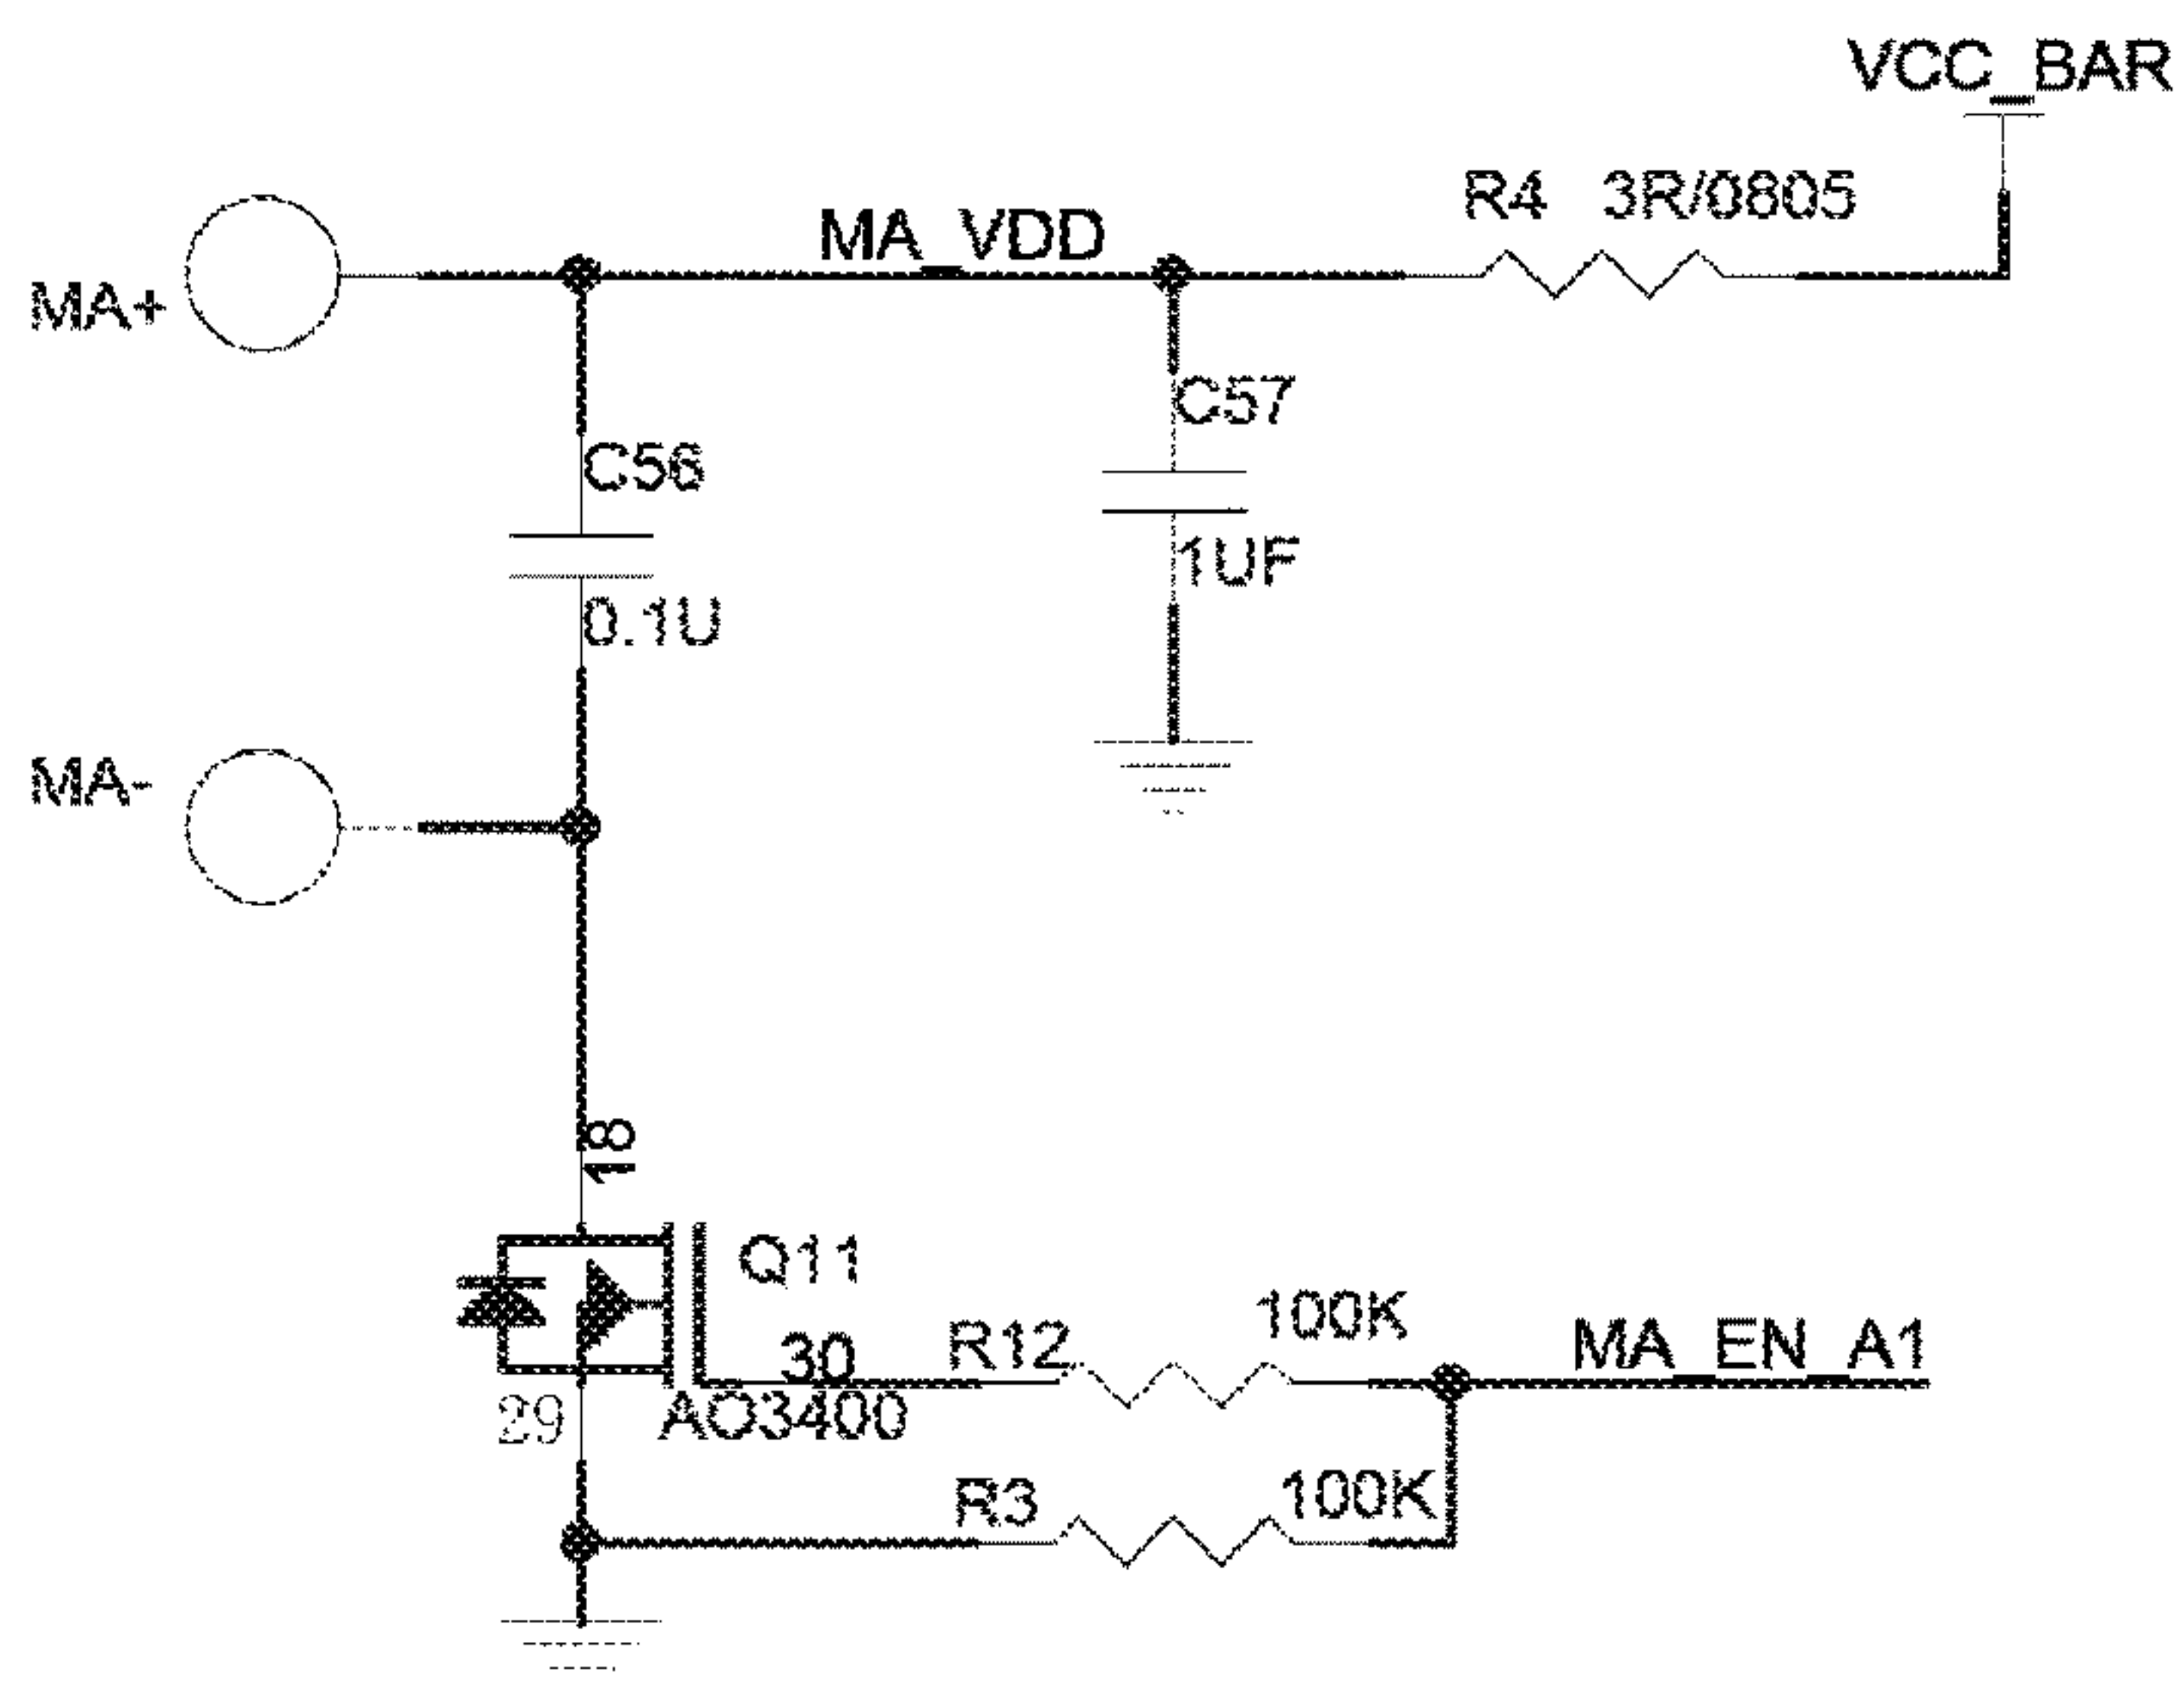 VCC_BAR
R4 3R/0805
MA_VDD
MA+
C57
C56
1UF
0.1U
MA-
18
Q11
100K
MA_EN_A1
R12
30
29
AO3400
100K
R3